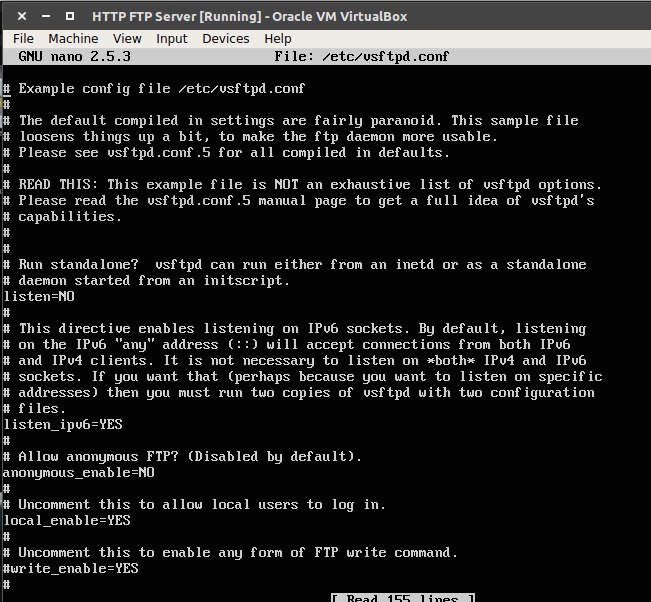 HTTP FTP Server [Running] - Oracle VM VirtualBox
File Machine View Input Devices Help
GNU nano 2.5.3 File: /etc/vsftpd.conf
# Example config file /etc/vsftpd.conf
#
# The default compiled in settings are fairly paranoid. This sample file
# loosens things up a bit, to make the ftp daemon more usable.
# Please see vsftpd.conf.5 for all compiled in defaults.
#
# READ THIS: This example file is NOT an exhaustive list of vsftpd options.
# Please read the vsftpd.conf.5 manual page to get a full idea of vsftpd's
# capabilities.
#
#
# Run standalone?  vsftpd can run either from an inetd or as a standalone
# daemon started from an initscript.
listen=NO
#
# This directive enables listening on IPv6 sockets. By default, listening
# on the IPv6 "any" address (::) will accept connections from both IPv6
# and IPv4 clients. It is not necessary to listen on *both* IPv4 and IPv6
# sockets. If you want that (perhaps because you want to listen on specific
# addresses) then you must run two copies of vsftpd with two configuration
# files.
listen_ipv6=YES
#
# Allow anonymous FTP? (Disabled by default).
anonymous_enable=NO
#
# Uncomment this to allow local users to log in.
local_enable=YES
#
# Uncomment this to enable any form of FTP write command.
#write_enable=YES
#
[ Read 155 lines ]